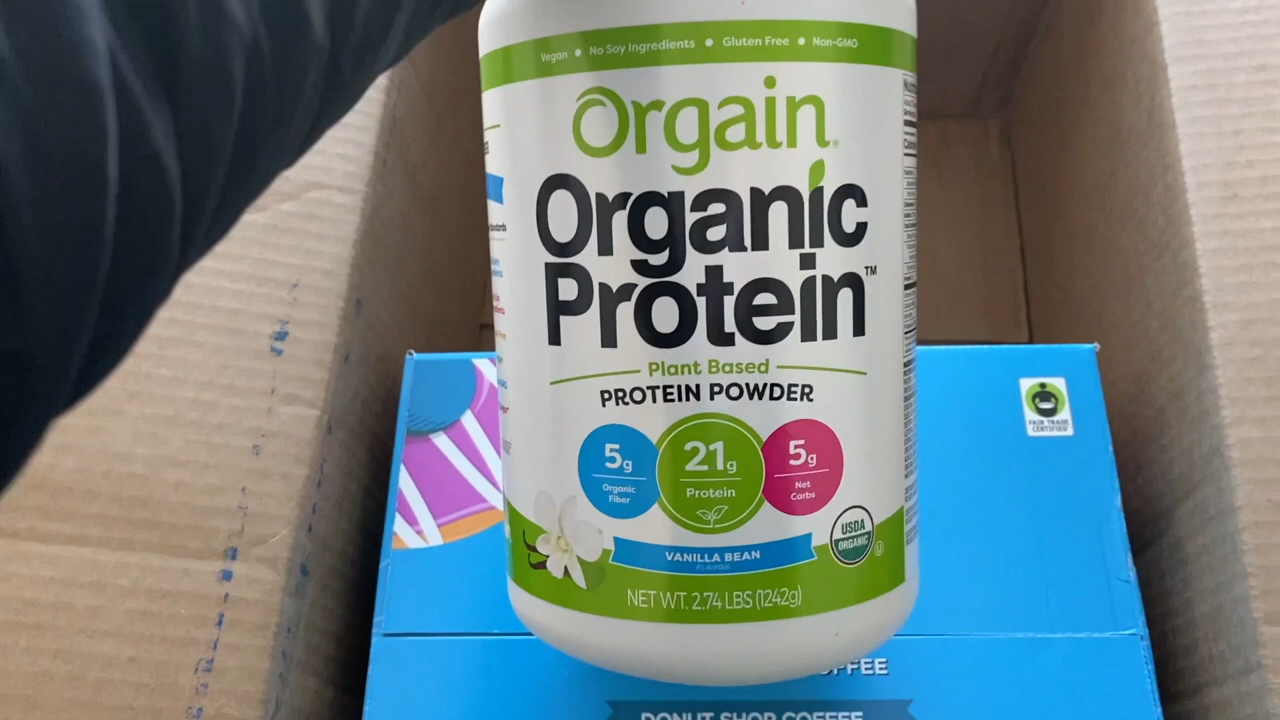 Vegan • No Soy Ingredients • Gluten Free • Non-GMO
Orgain®
Organic
Protein™
Plant Based
PROTEIN POWDER
5g
Organic
Fiber
21g
Protein
5g
Net
Carbs
USDA
ORGANIC
VANILLA BEAN
FLAVORED
NET WT. 2.74 LBS (1242g)
FAIR TRADE
CERTIFIED
DONUT SHOP COFFEE